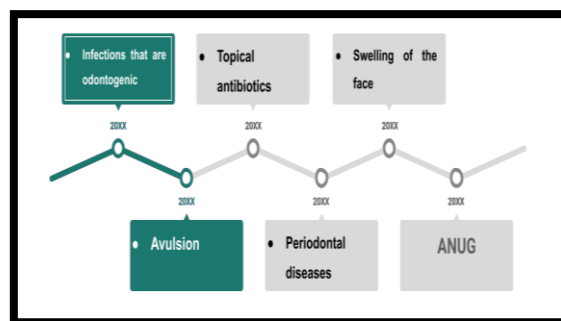 • Infections that are
odontogenic
• Topical
antibiotics
• Swelling of the
face
20XX
20XX
20XX
20XX
20XX
20XX
• Avulsion
• Periodontal
diseases
ANUG